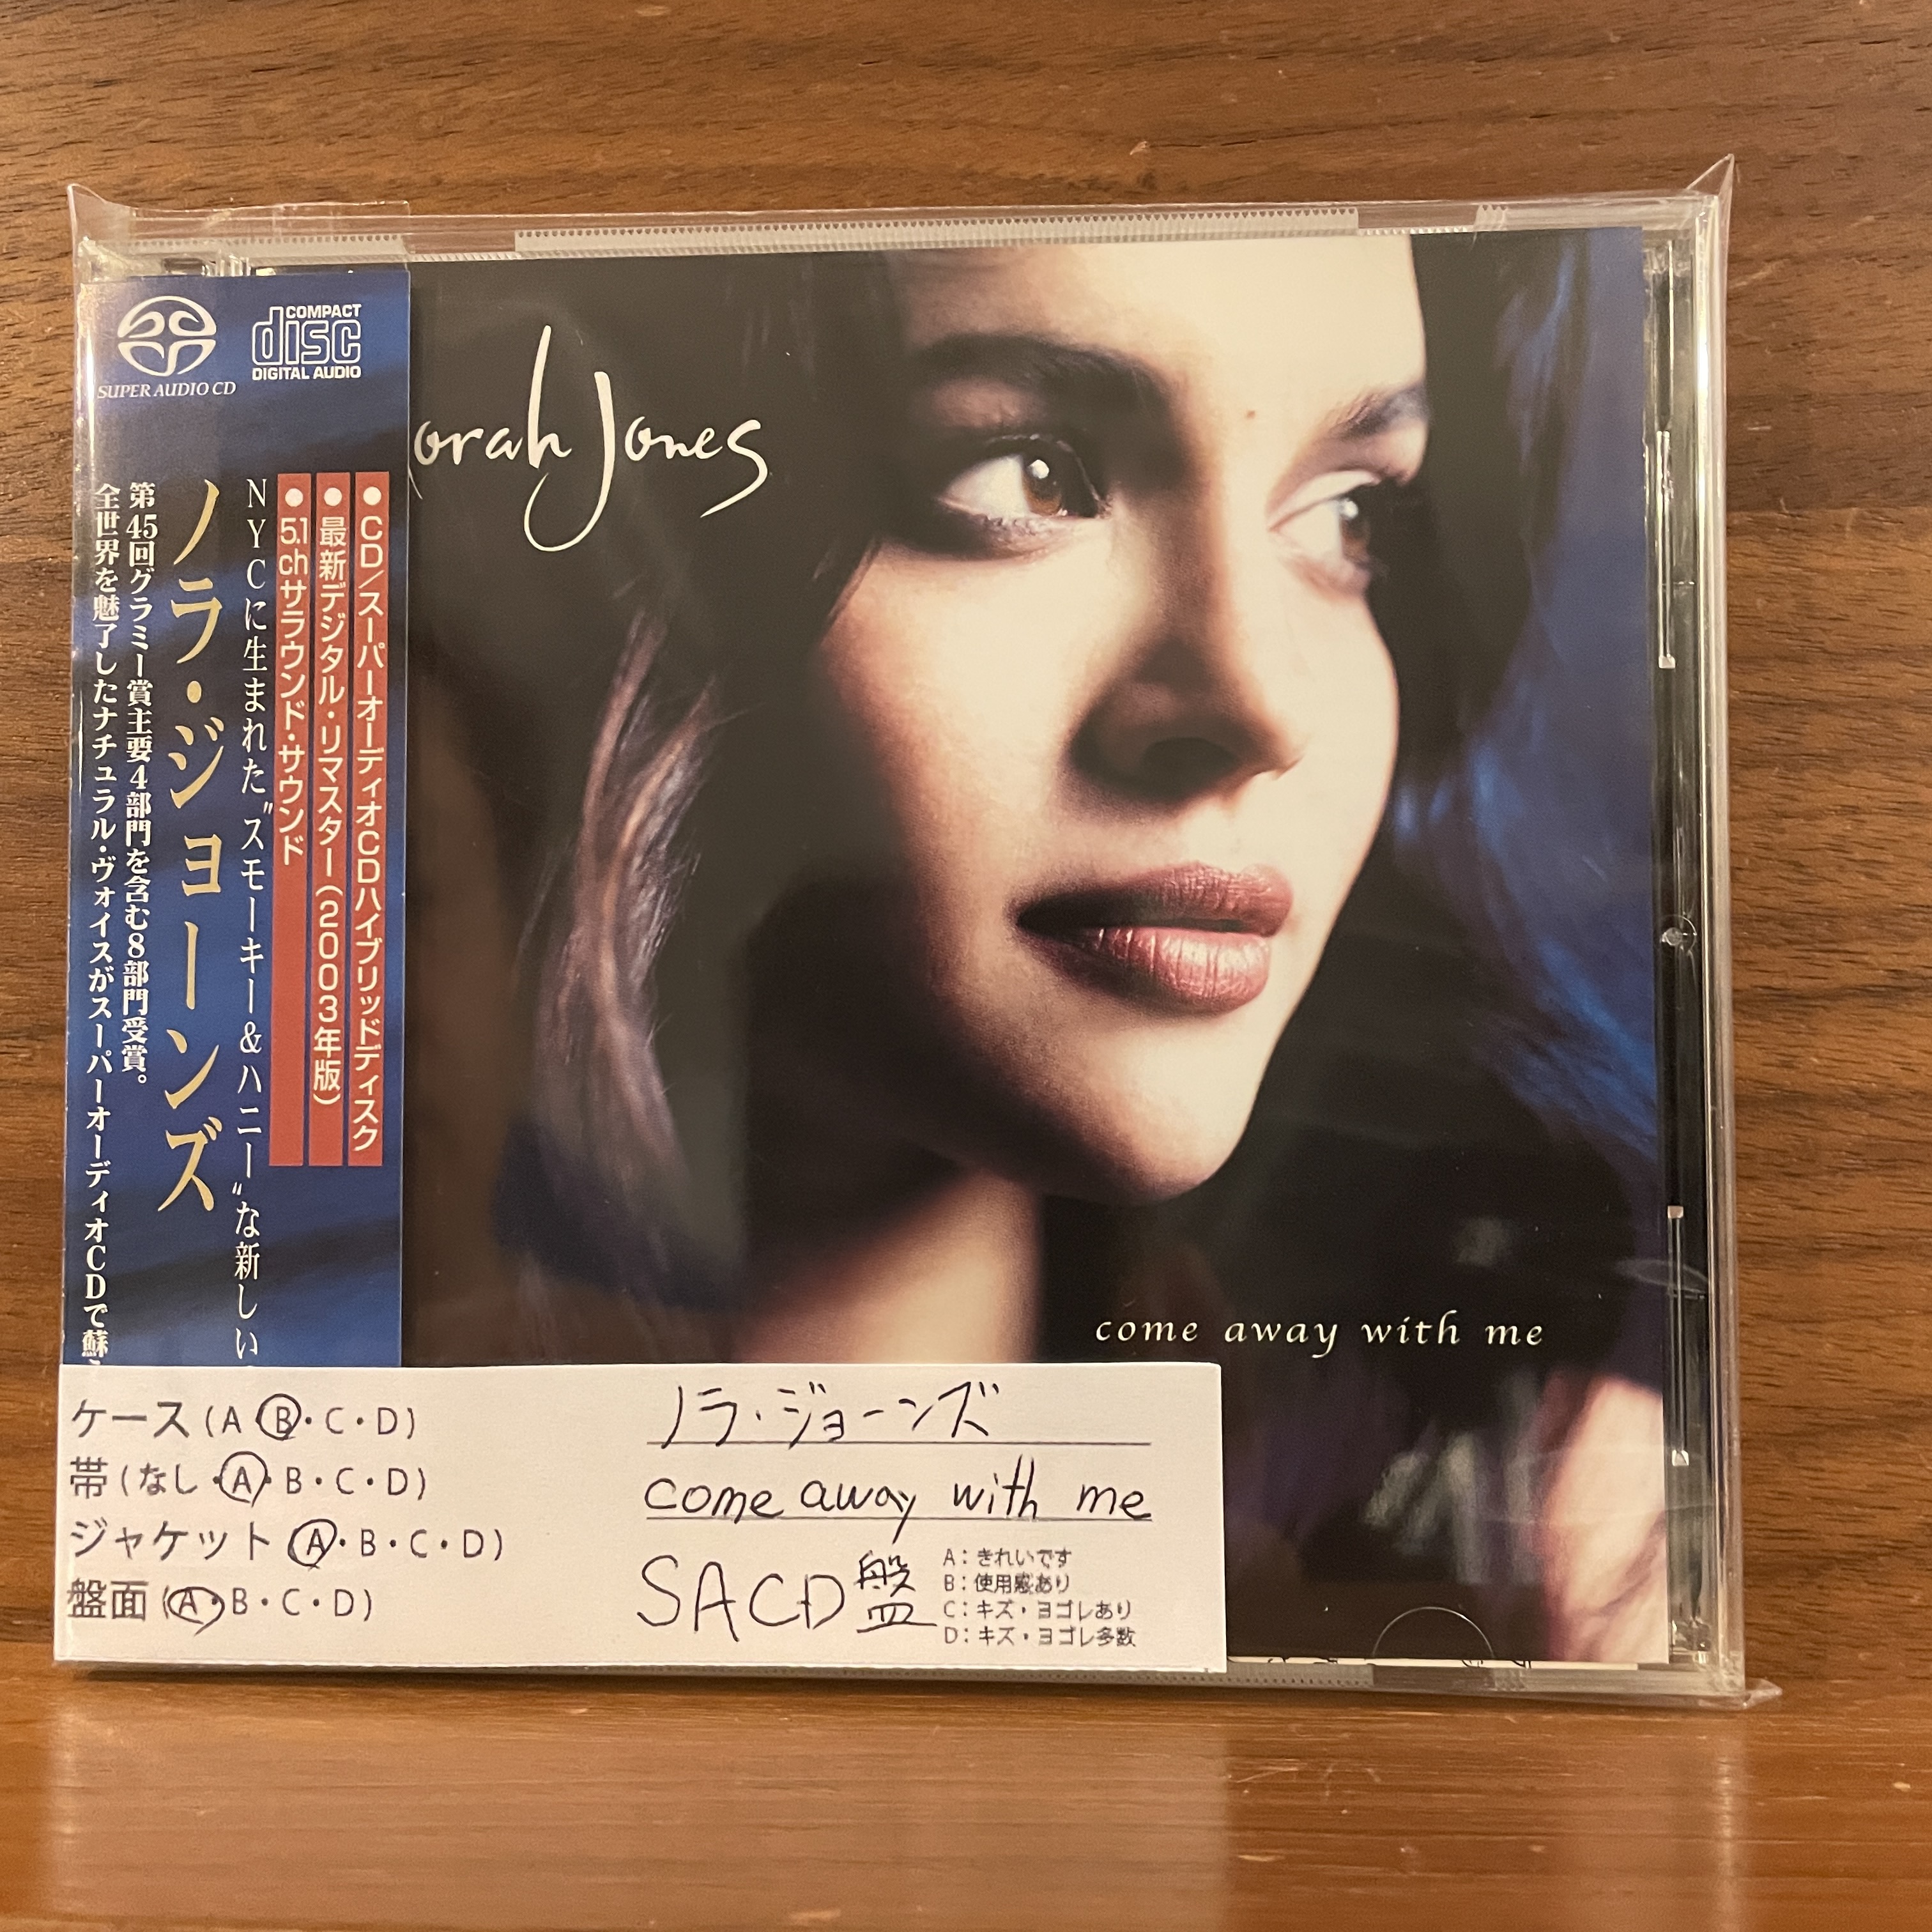 SUPER AUDIO CD
COMPACT
disc
DIGITAL AUDIO
orah Jones
●CD/スーパーオーディオCDハイブリッドディスク
●最新デジタル・リマスター(2003年版)
●5.1chサラウンド・サウンド
NYCに生まれた“スモーキー&ハニー”な新しい
ノラ・ジョーンズ
第45回グラミー賞主要4部門を含む8部門受賞。
全世界を魅了したナチュラル・ヴォイスがスーパーオーディオCDで蘇
come away with me
ケース(A・B・C・D)
帯(なし・A・B・C・D)
ジャケット(A・B・C・D)
盤面(A・B・C・D)
ノラ・ジョーンズ
come away with me
SACD盤
A:きれいです
B:使用感あり
C:キズ・ヨゴレあり
D:キズ・ヨゴレ多数